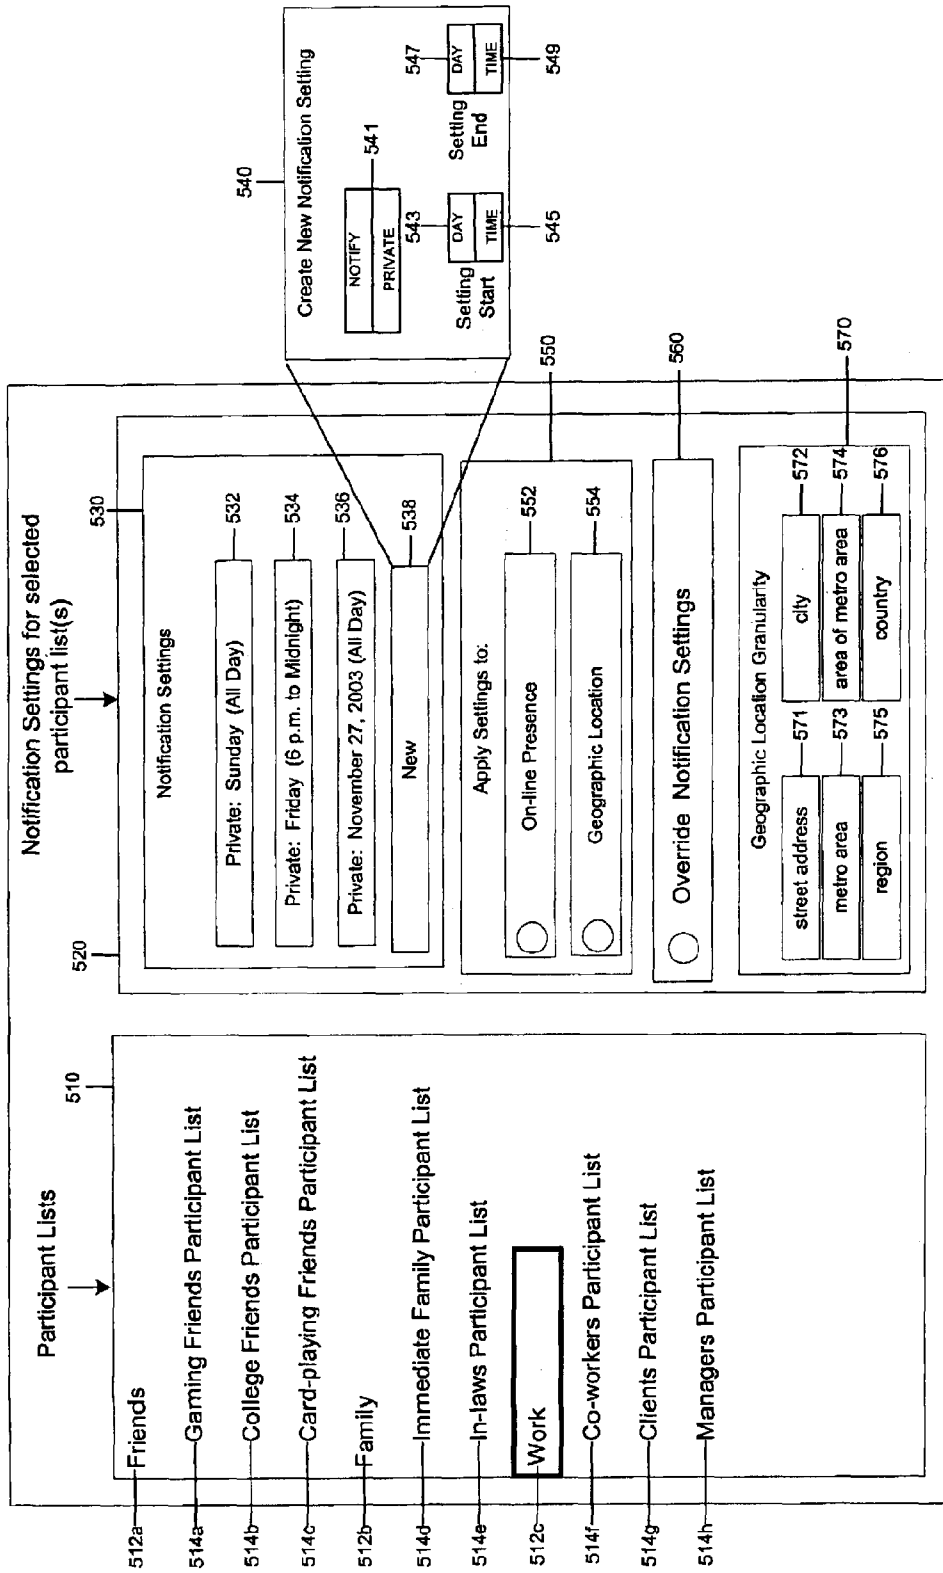 Participant Lists
510
512a Friends
514a Gaming Friends Participant List
514b College Friends Participant List
514c Card-playing Friends Participant List
512b Family
514d Immediate Family Participant List
514e In-laws Participant List
512c Work
514f Co-workers Participant List
514g Clients Participant List
514h Managers Participant List
Notification Settings for selected
participant list(s)
520
530
Notification Settings
Private: Sunday (All Day) 532
Private: Friday (6 p.m. to Midnight) 534
Private: November 27, 2003 (All Day) 536
New 538
540
Create New Notification Setting
NOTIFY
PRIVATE
541
Setting
Start
543
DAY
TIME
545
Setting
End
547
DAY
TIME
549
550
Apply Settings to:
On-line Presence 552
Geographic Location 554
Override Notification Settings 560
570
Geographic Location Granularity
street address 571 city 572
metro area 573 area of metro area 574
region 575 country 576